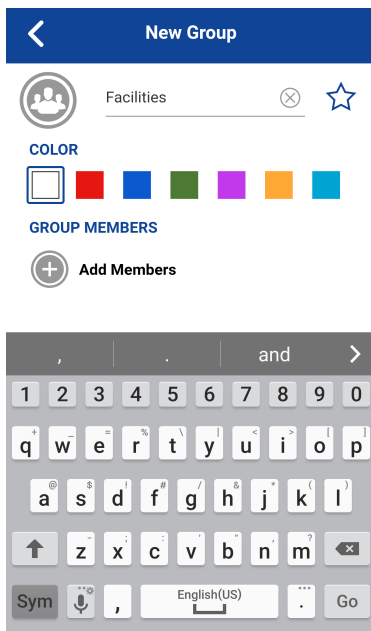 New Group
Facilities
COLOR
GROUP MEMBERS
Add Members
, . and
1 2 3 4 5 6 7 8 9 0
+ _ = % \ | < > [ ]
q w e r t y u i o p
@ $ ! # / & * ( )
a s d f g h j k l
- ; : ' " , ?
z x c v b n m
Sym , English(US) . Go